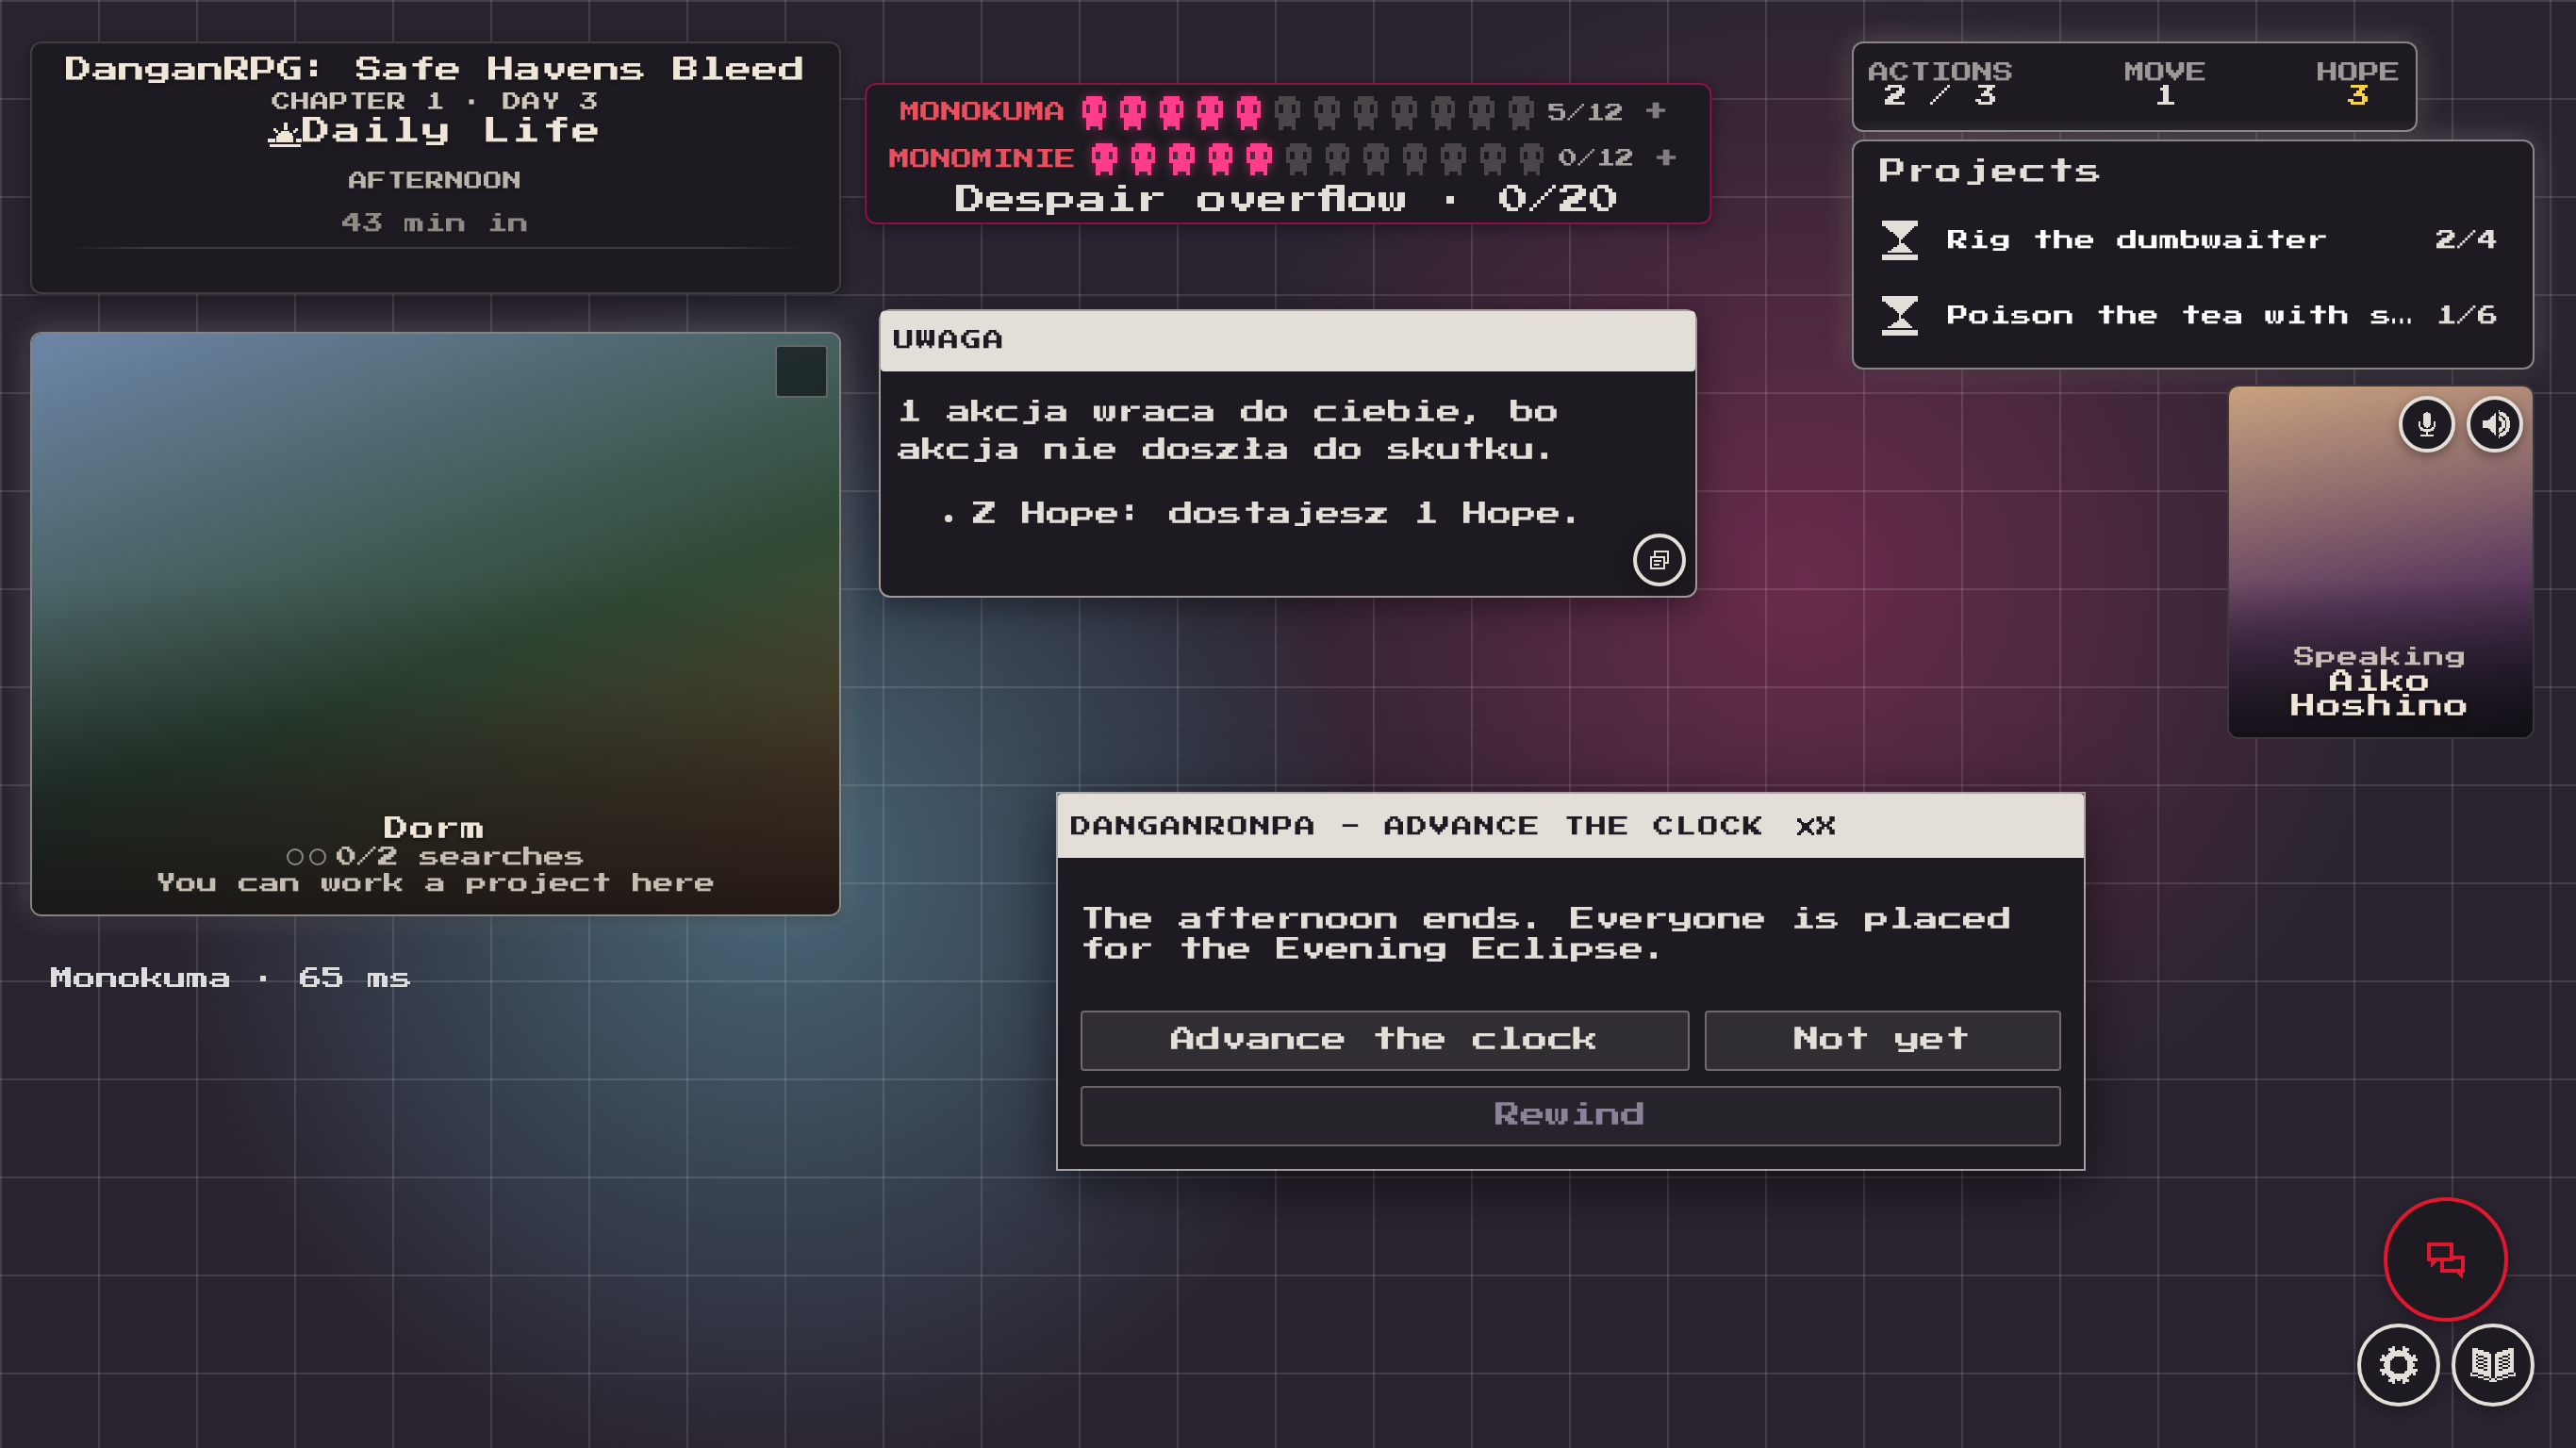 DanganRPG: Safe Havens Bleed
CHAPTER 1 · DAY 3
Daily Life
AFTERNOON
43 min in
MONOKUMA 5/12 +
MONOMINIE 0/12 +
Despair overflow · 0/20
ACTIONS MOVE HOPE
2 / 3 1 3
Projects
Rig the dumbwaiter 2/4
Poison the tea with s… 1/6
UWAGA
1 akcja wraca do ciebie, bo
akcja nie doszła do skutku.
• Z Hope: dostajesz 1 Hope.
Speaking
Aiko
Hoshino
Dorm
0/2 searches
You can work a project here
Monokuma · 65 ms
DANGANRONPA - ADVANCE THE CLOCK xX
The afternoon ends. Everyone is placed
for the Evening Eclipse.
Advance the clock Not yet
Rewind